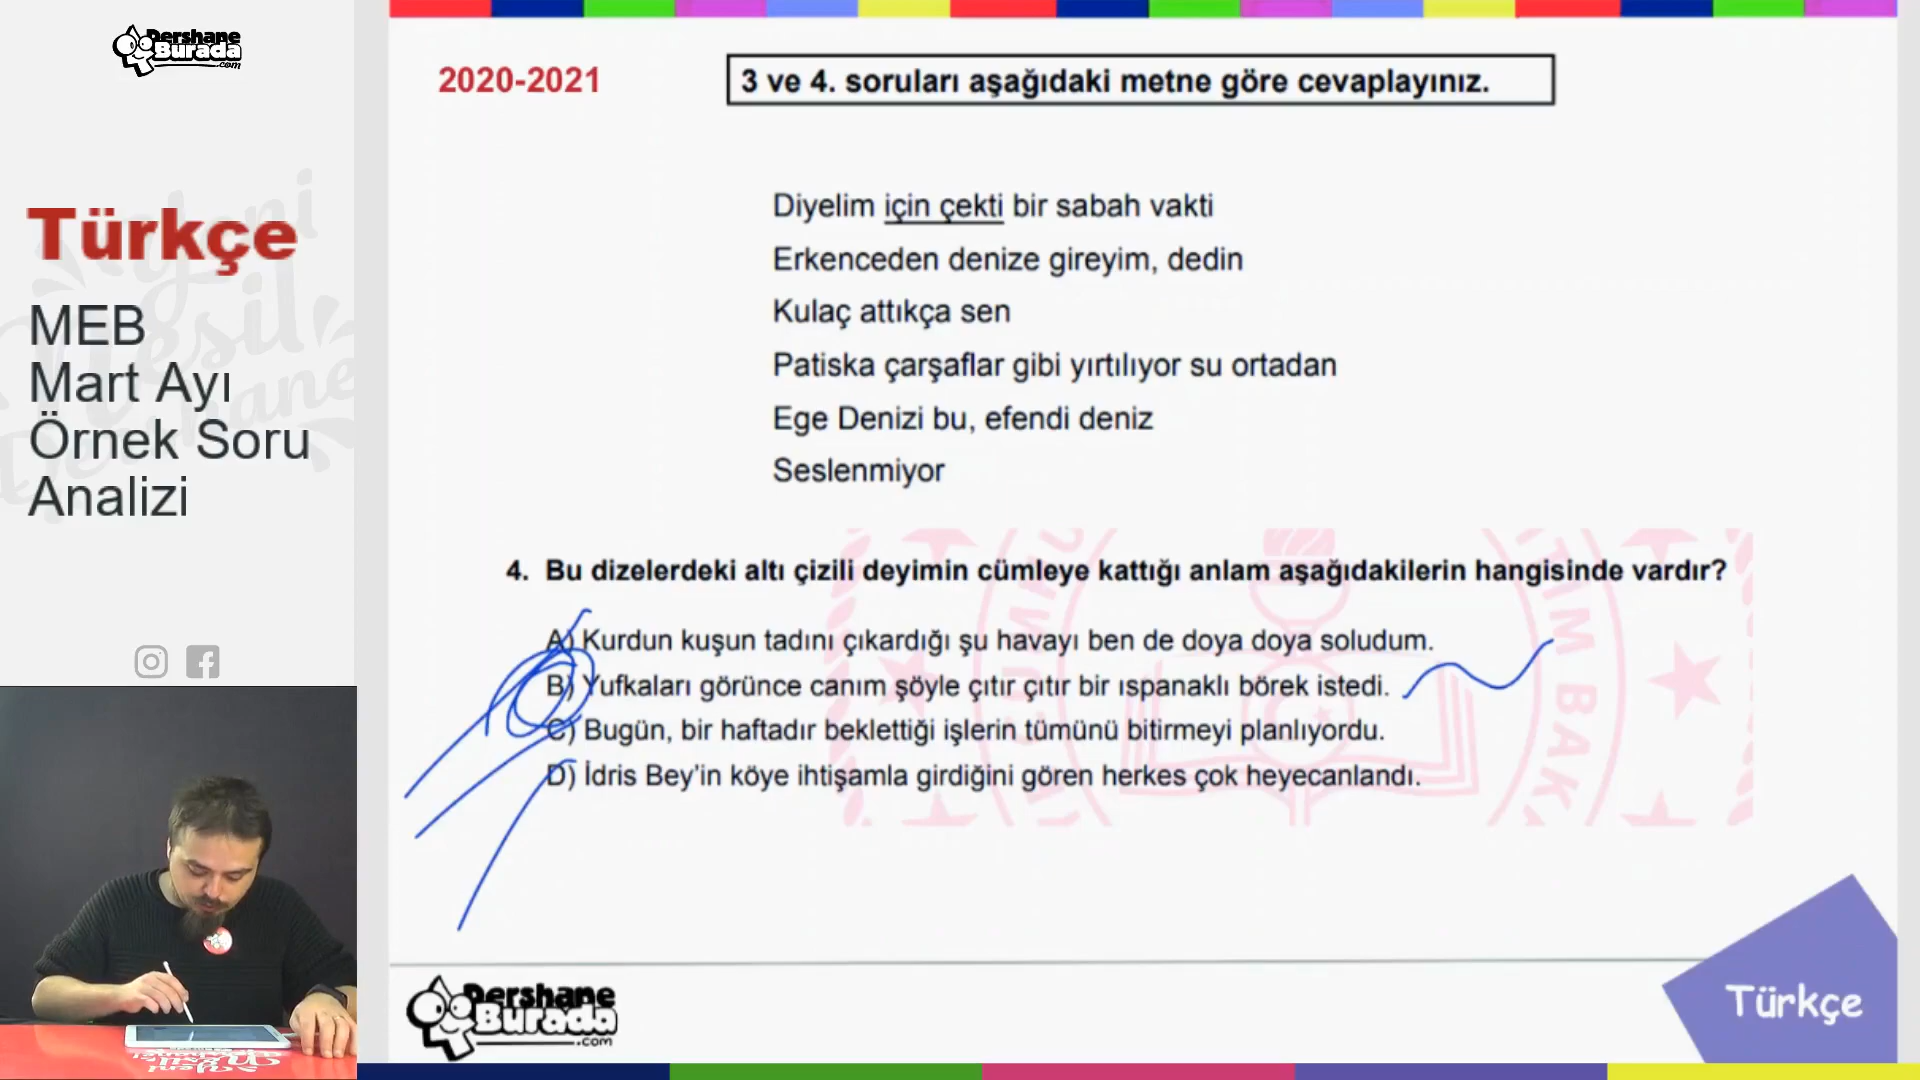 Dershane
Burada
.com
Türkçe
MEB
Mart Ayı
Örnek Soru
Analizi
2020-2021
3 ve 4. soruları aşağıdaki metne göre cevaplayınız.
Diyelim için çekti bir sabah vakti
Erkenceden denize gireyim, dedin
Kulaç attıkça sen
Patiska çarşaflar gibi yırtılıyor su ortadan
Ege Denizi bu, efendi deniz
Seslenmiyor
4. Bu dizelerdeki altı çizili deyimin cümleye kattığı anlam aşağıdakilerin hangisinde vardır?
A) Kurdun kuşun tadını çıkardığı şu havayı ben de doya doya soludum.
B) Yufkaları görünce canım şöyle çıtır çıtır bir ıspanaklı börek istedi.
C) Bugün, bir haftadır beklettiği işlerin tümünü bitirmeyi planlıyordu.
D) İdris Bey'in köye ihtişamla girdiğini gören herkes çok heyecanlandı.
Dershane
Burada
.com
Türkçe